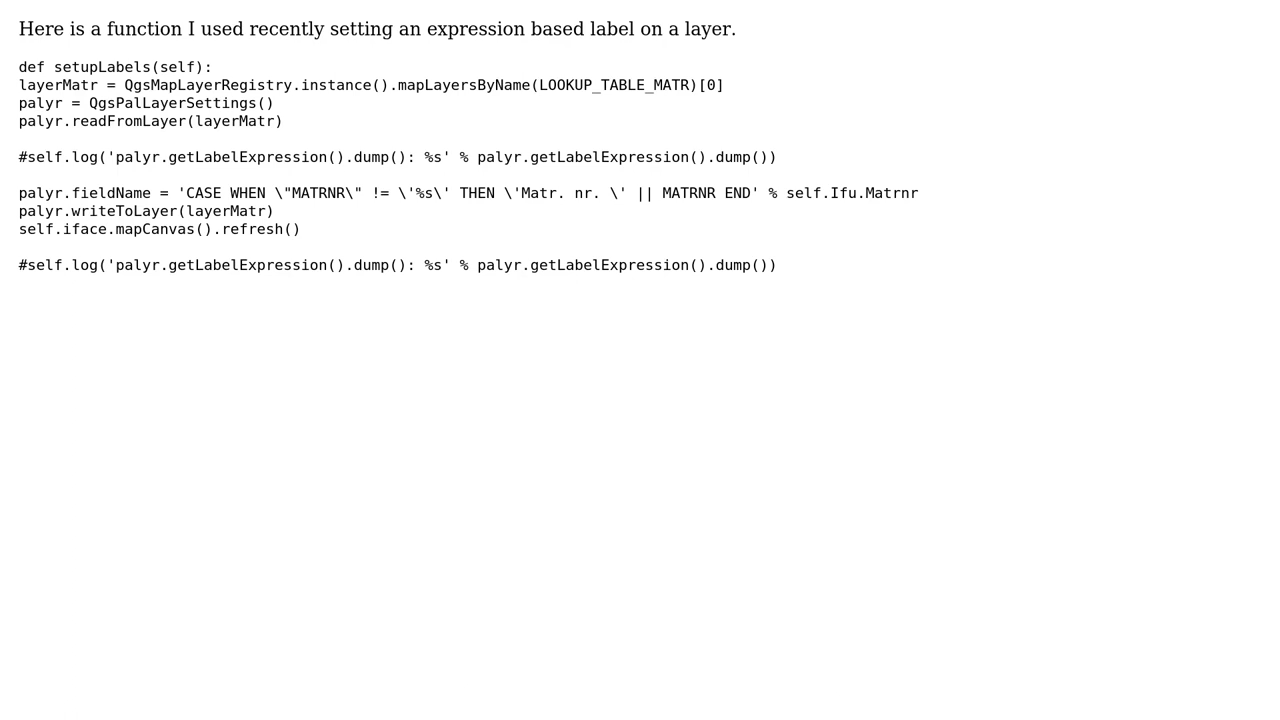 Here is a function I used recently setting an expression based label on a layer.
def setupLabels(self):
layerMatr = QgsMapLayerRegistry.instance().mapLayersByName(LOOKUP_TABLE_MATR)[0]
palyr = QgsPalLayerSettings()
palyr.readFromLayer(layerMatr)
#self.log('palyr.getLabelExpression().dump(): %s' % palyr.getLabelExpression().dump())
palyr.fieldName = 'CASE WHEN \"MATRNR\" != \'%s\' THEN \'Matr. nr. \' || MATRNR END' % self.Ifu.Matrnr
palyr.writeToLayer(layerMatr)
self.iface.mapCanvas().refresh()
#self.log('palyr.getLabelExpression().dump(): %s' % palyr.getLabelExpression().dump())